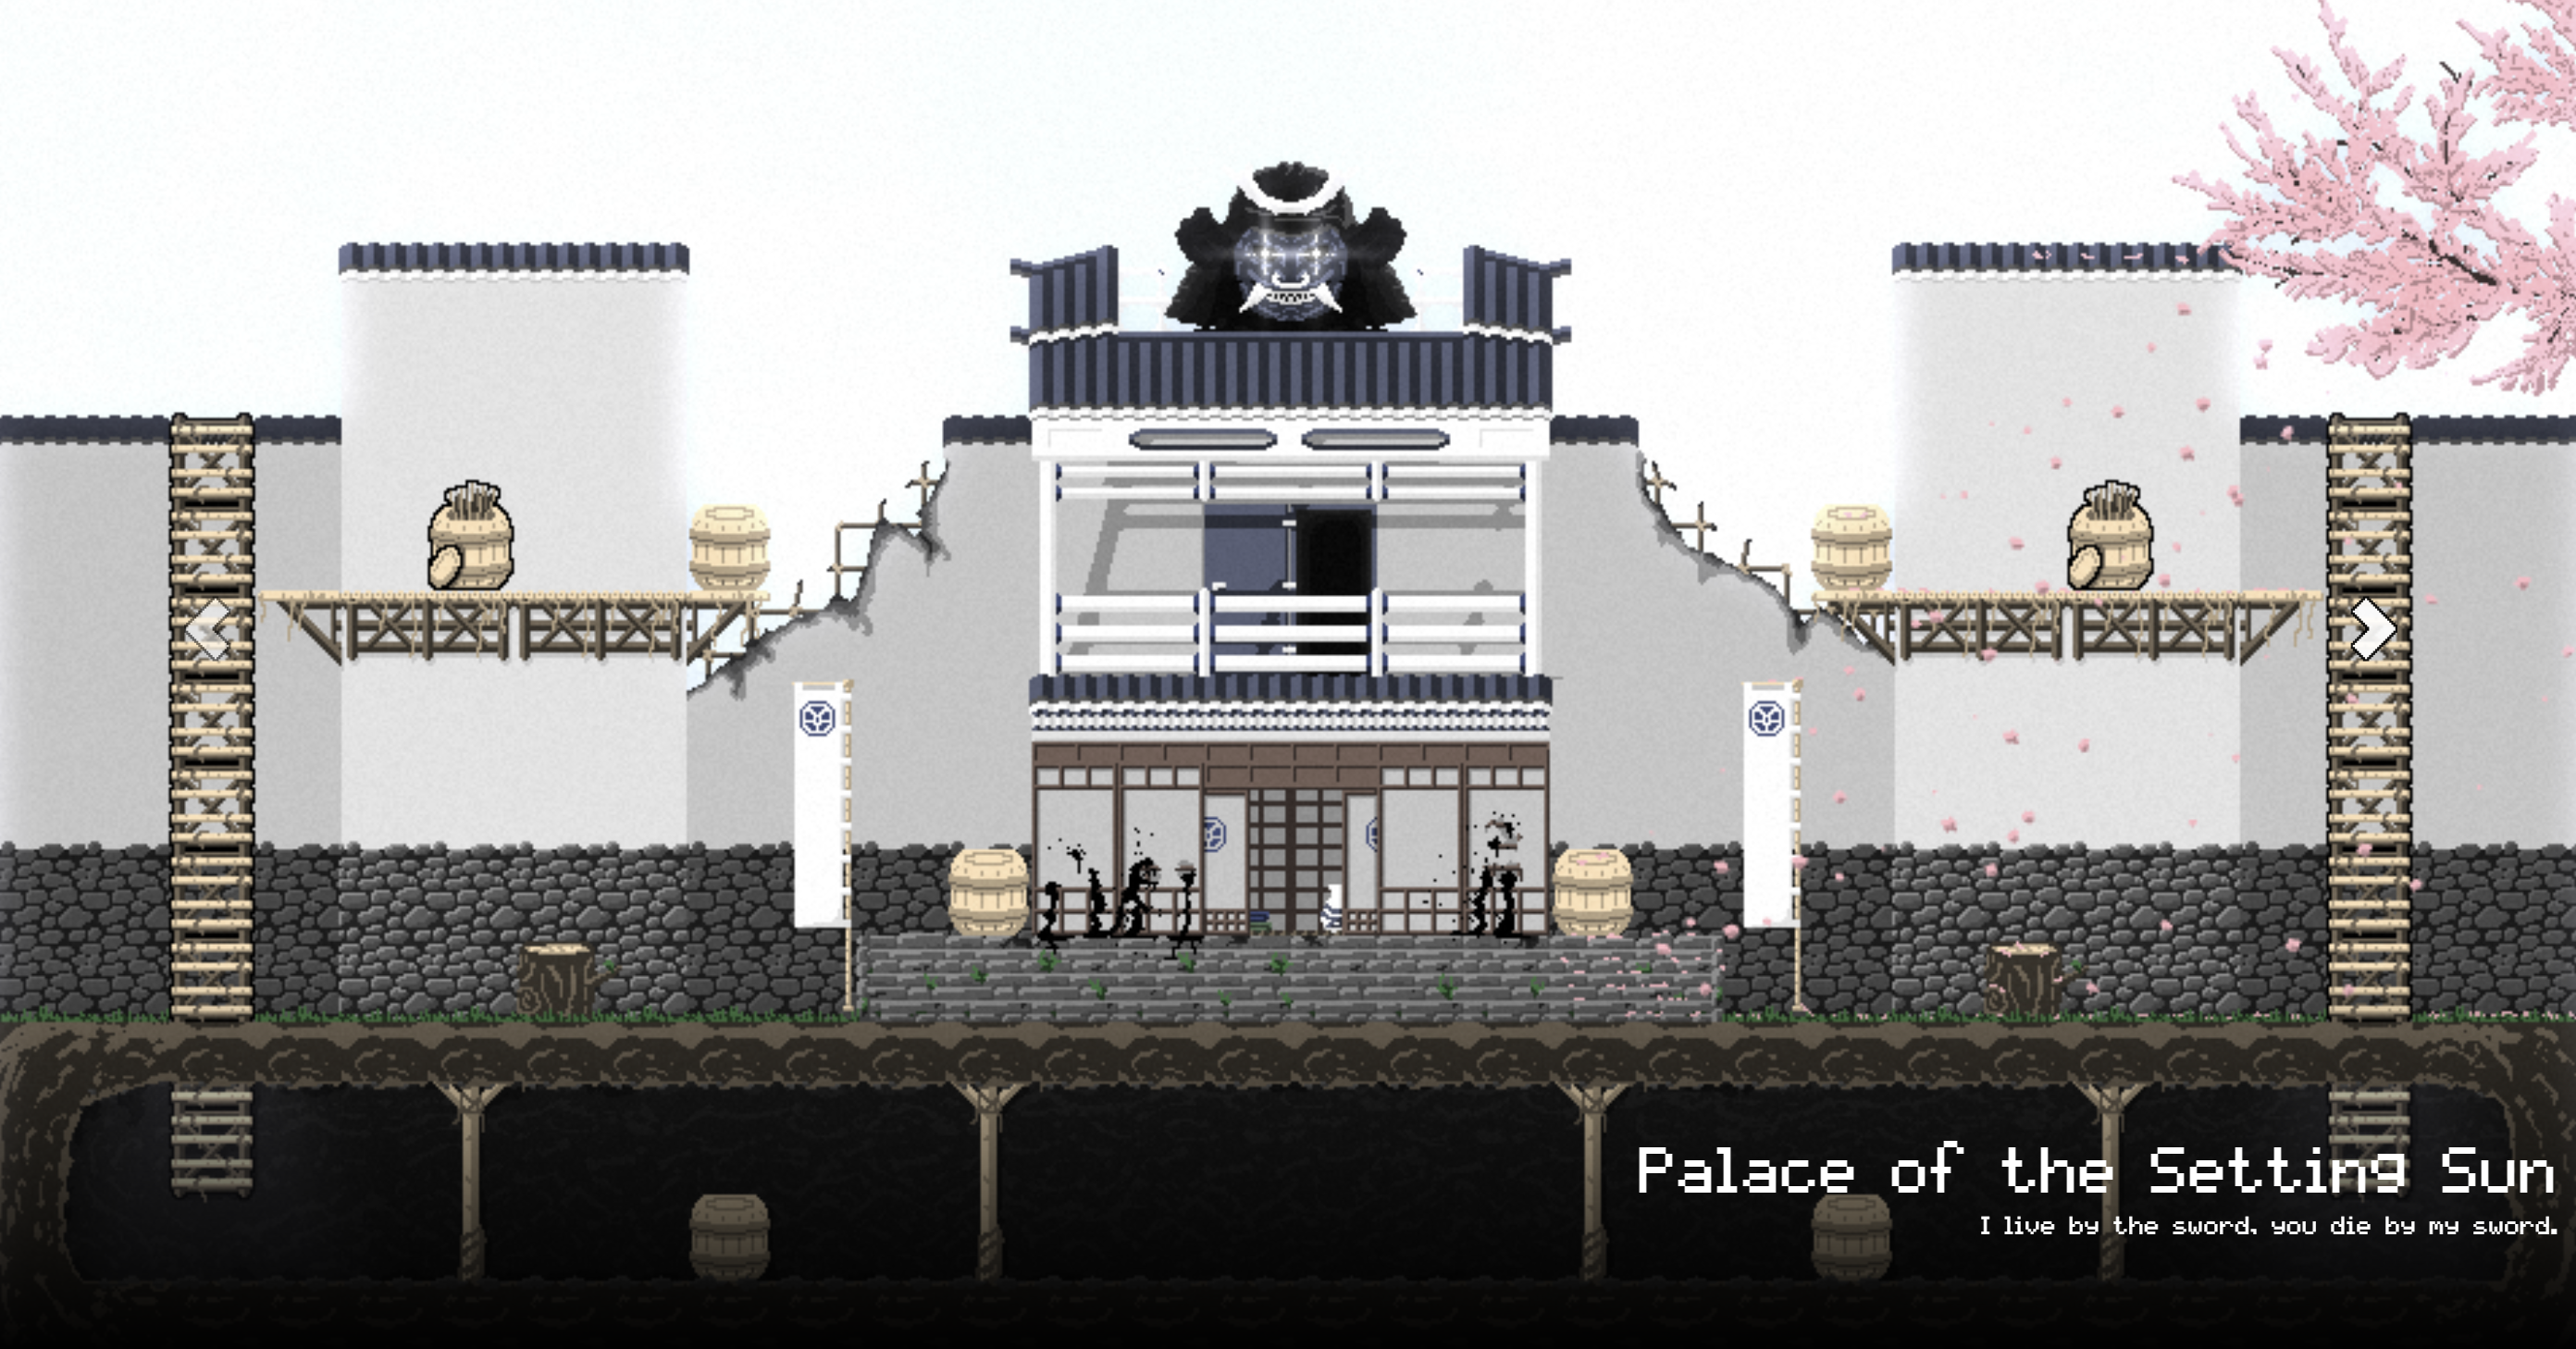 Palace of the Setting Sun
I live by the sword, you die by my sword.